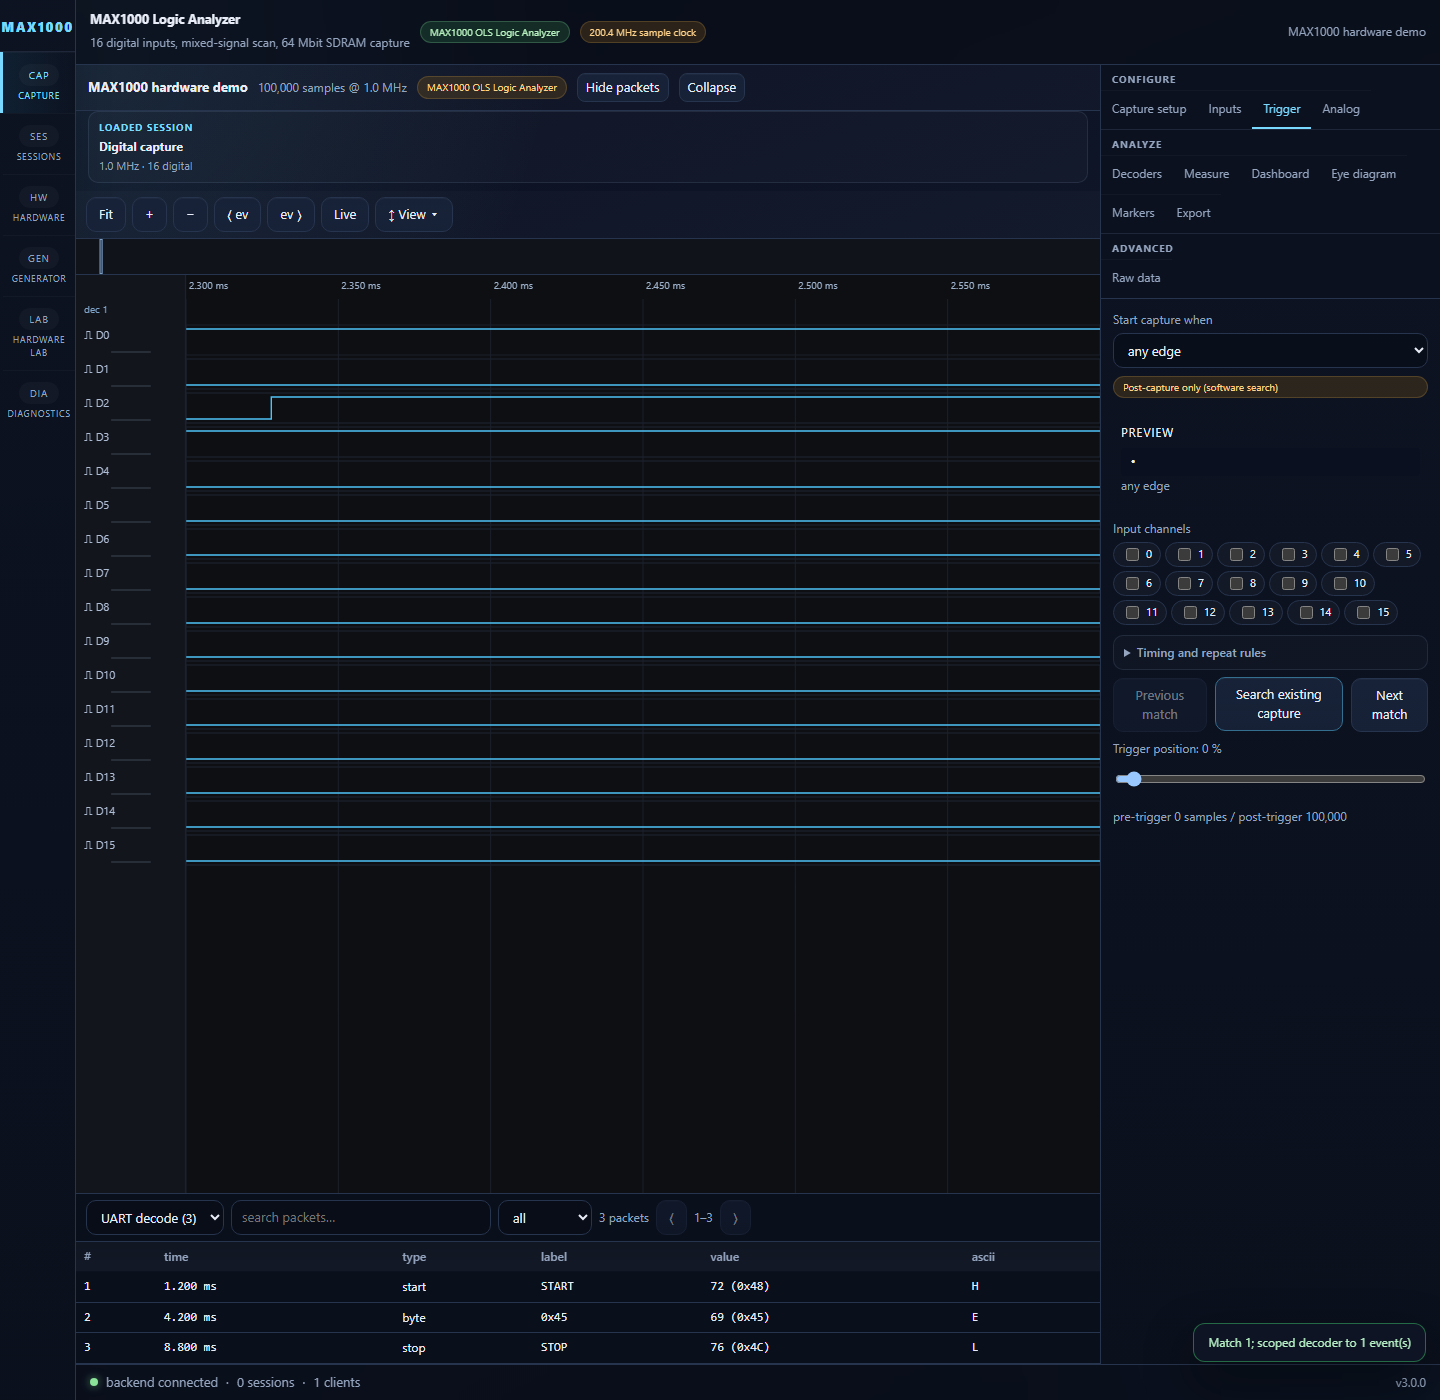 MAX1000
CAP
CAPTURE
SES
SESSIONS
HW
HARDWARE
GEN
GENERATOR
LAB
HARDWARE
LAB
DIA
DIAGNOSTICS
MAX1000 Logic Analyzer
16 digital inputs, mixed-signal scan, 64 Mbit SDRAM capture
MAX1000 OLS Logic Analyzer
200.4 MHz sample clock
MAX1000 hardware demo
MAX1000 hardware demo 100,000 samples @ 1.0 MHz MAX1000 OLS Logic Analyzer Hide packets Collapse
LOADED SESSION
Digital capture
1.0 MHz · 16 digital
Fit + − ⟨ ev ev ⟩ Live ↕ View ▾
2.300 ms 2.350 ms 2.400 ms 2.450 ms 2.500 ms 2.550 ms
dec 1
D0
D1
D2
D3
D4
D5
D6
D7
D8
D9
D10
D11
D12
D13
D14
D15
UART decode (3) search packets... all 3 packets ⟨ 1–3 ⟩
# time type label value ascii
1 1.200 ms start START 72 (0x48) H
2 4.200 ms byte 0x45 69 (0x45) E
3 8.800 ms stop STOP 76 (0x4C) L
CONFIGURE
Capture setup Inputs Trigger Analog
ANALYZE
Decoders Measure Dashboard Eye diagram
Markers Export
ADVANCED
Raw data
Start capture when
any edge
Post-capture only (software search)
PREVIEW
•
any edge
Input channels
0 1 2 3 4 5
6 7 8 9 10
11 12 13 14 15
▶ Timing and repeat rules
Previous match
Search existing capture
Next match
Trigger position: 0 %
pre-trigger 0 samples / post-trigger 100,000
Match 1; scoped decoder to 1 event(s)
backend connected · 0 sessions · 1 clients
v3.0.0